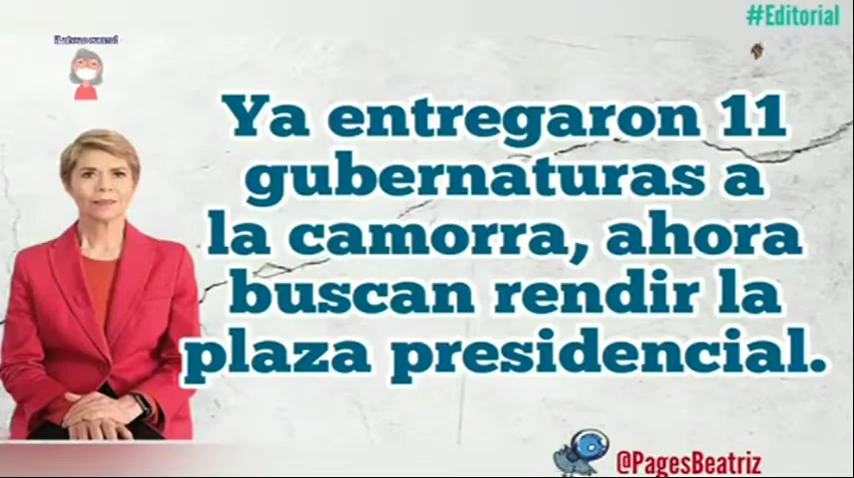 #Editorial
Ya entregaron 11
gubernaturas a
la camorra, ahora
buscan rendir la
plaza presidencial.
@PagesBeatriz